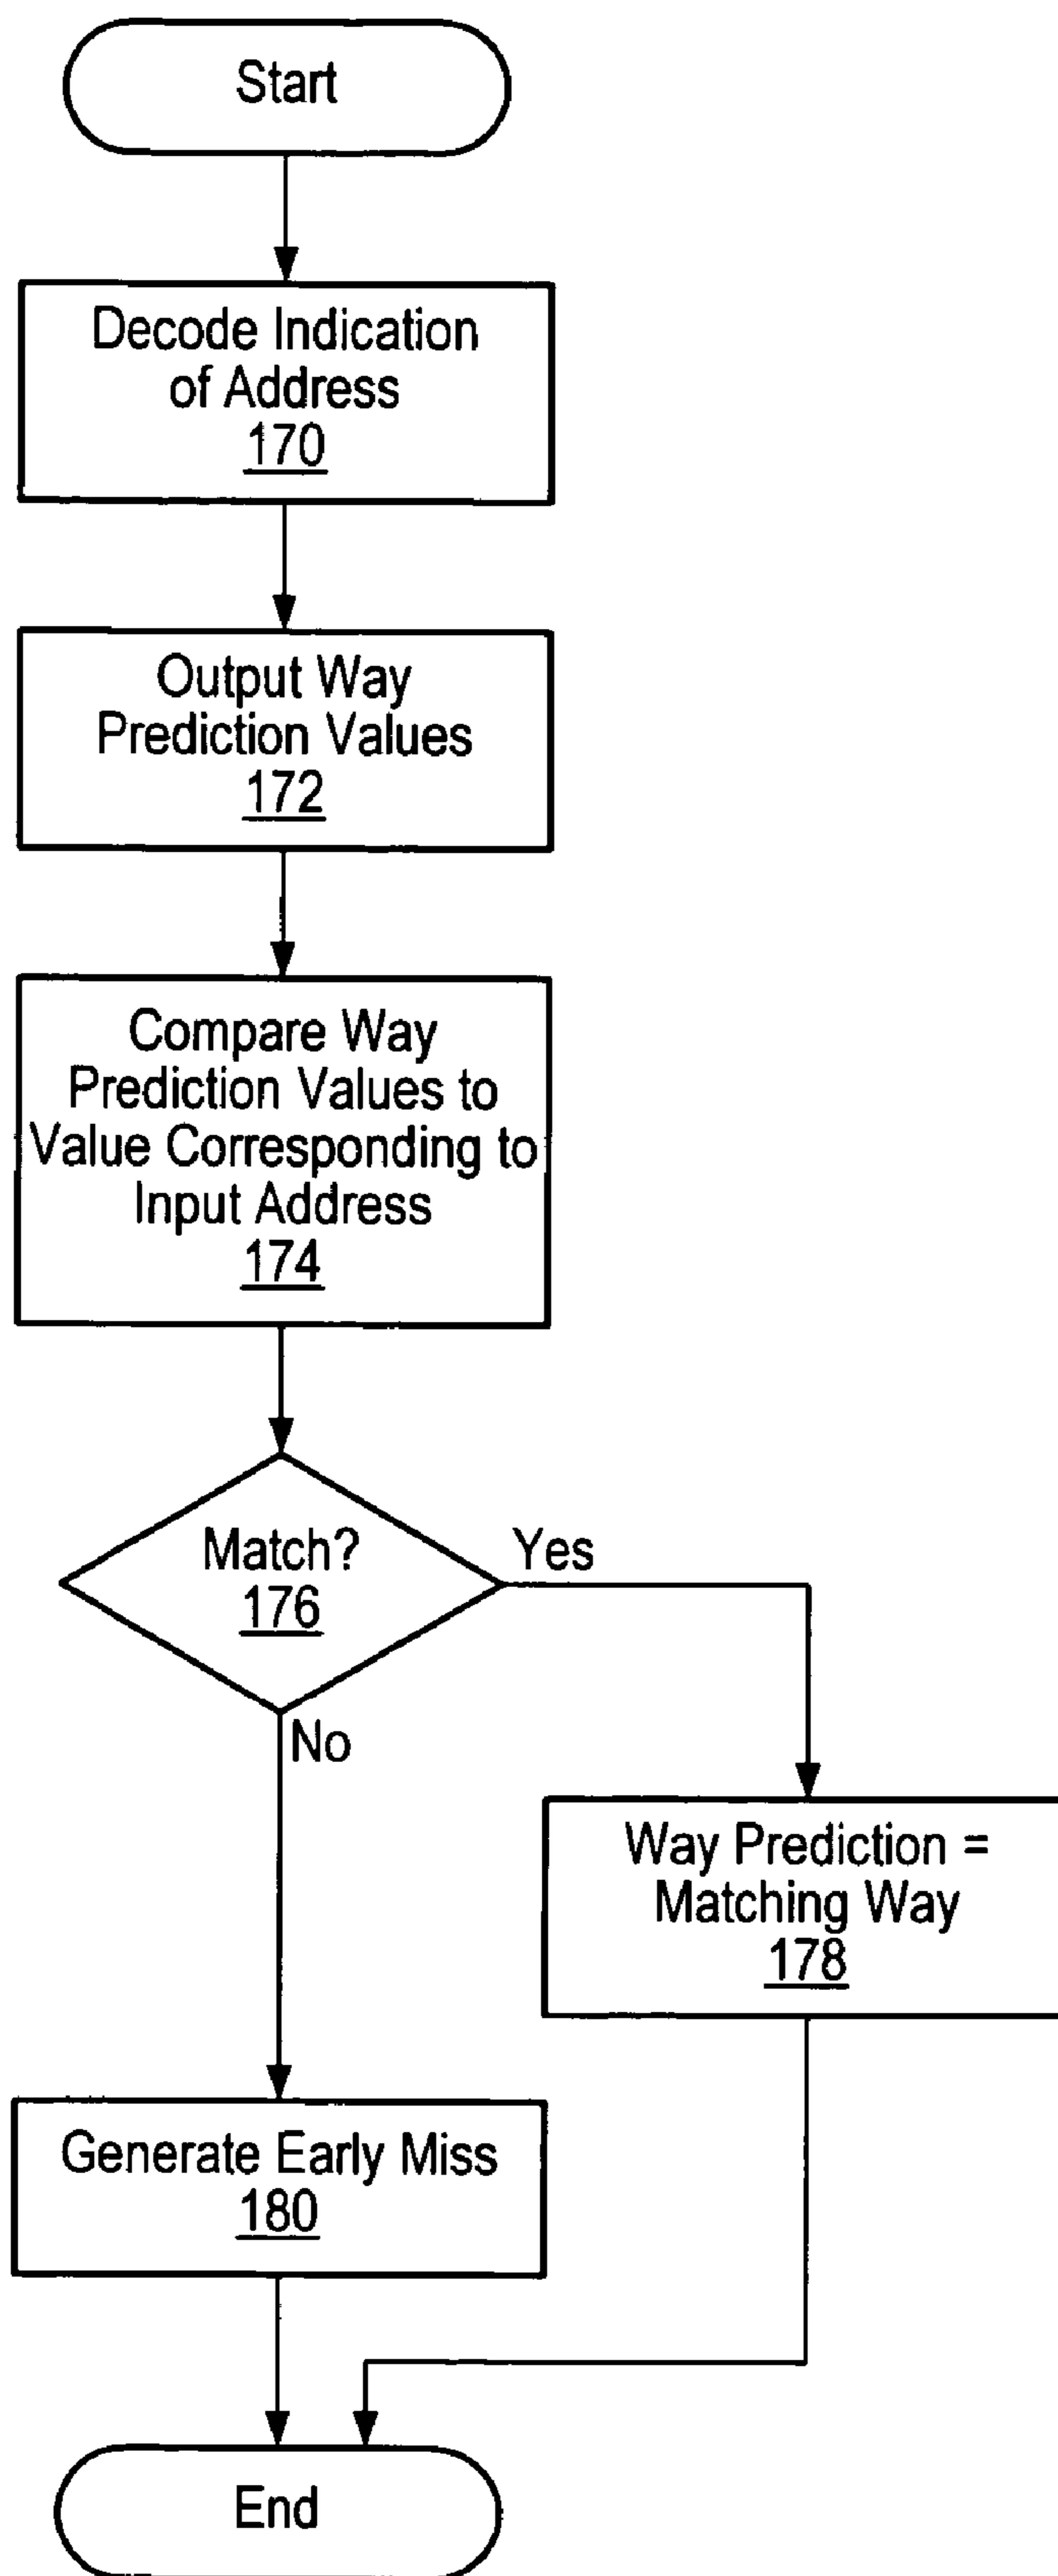 Start
Decode Indication
of Address
170
Output Way
Prediction Values
172
Compare Way
Prediction Values to
Value Corresponding to
Input Address
174
Match?
176
Yes
No
Way Prediction =
Matching Way
178
Generate Early Miss
180
End